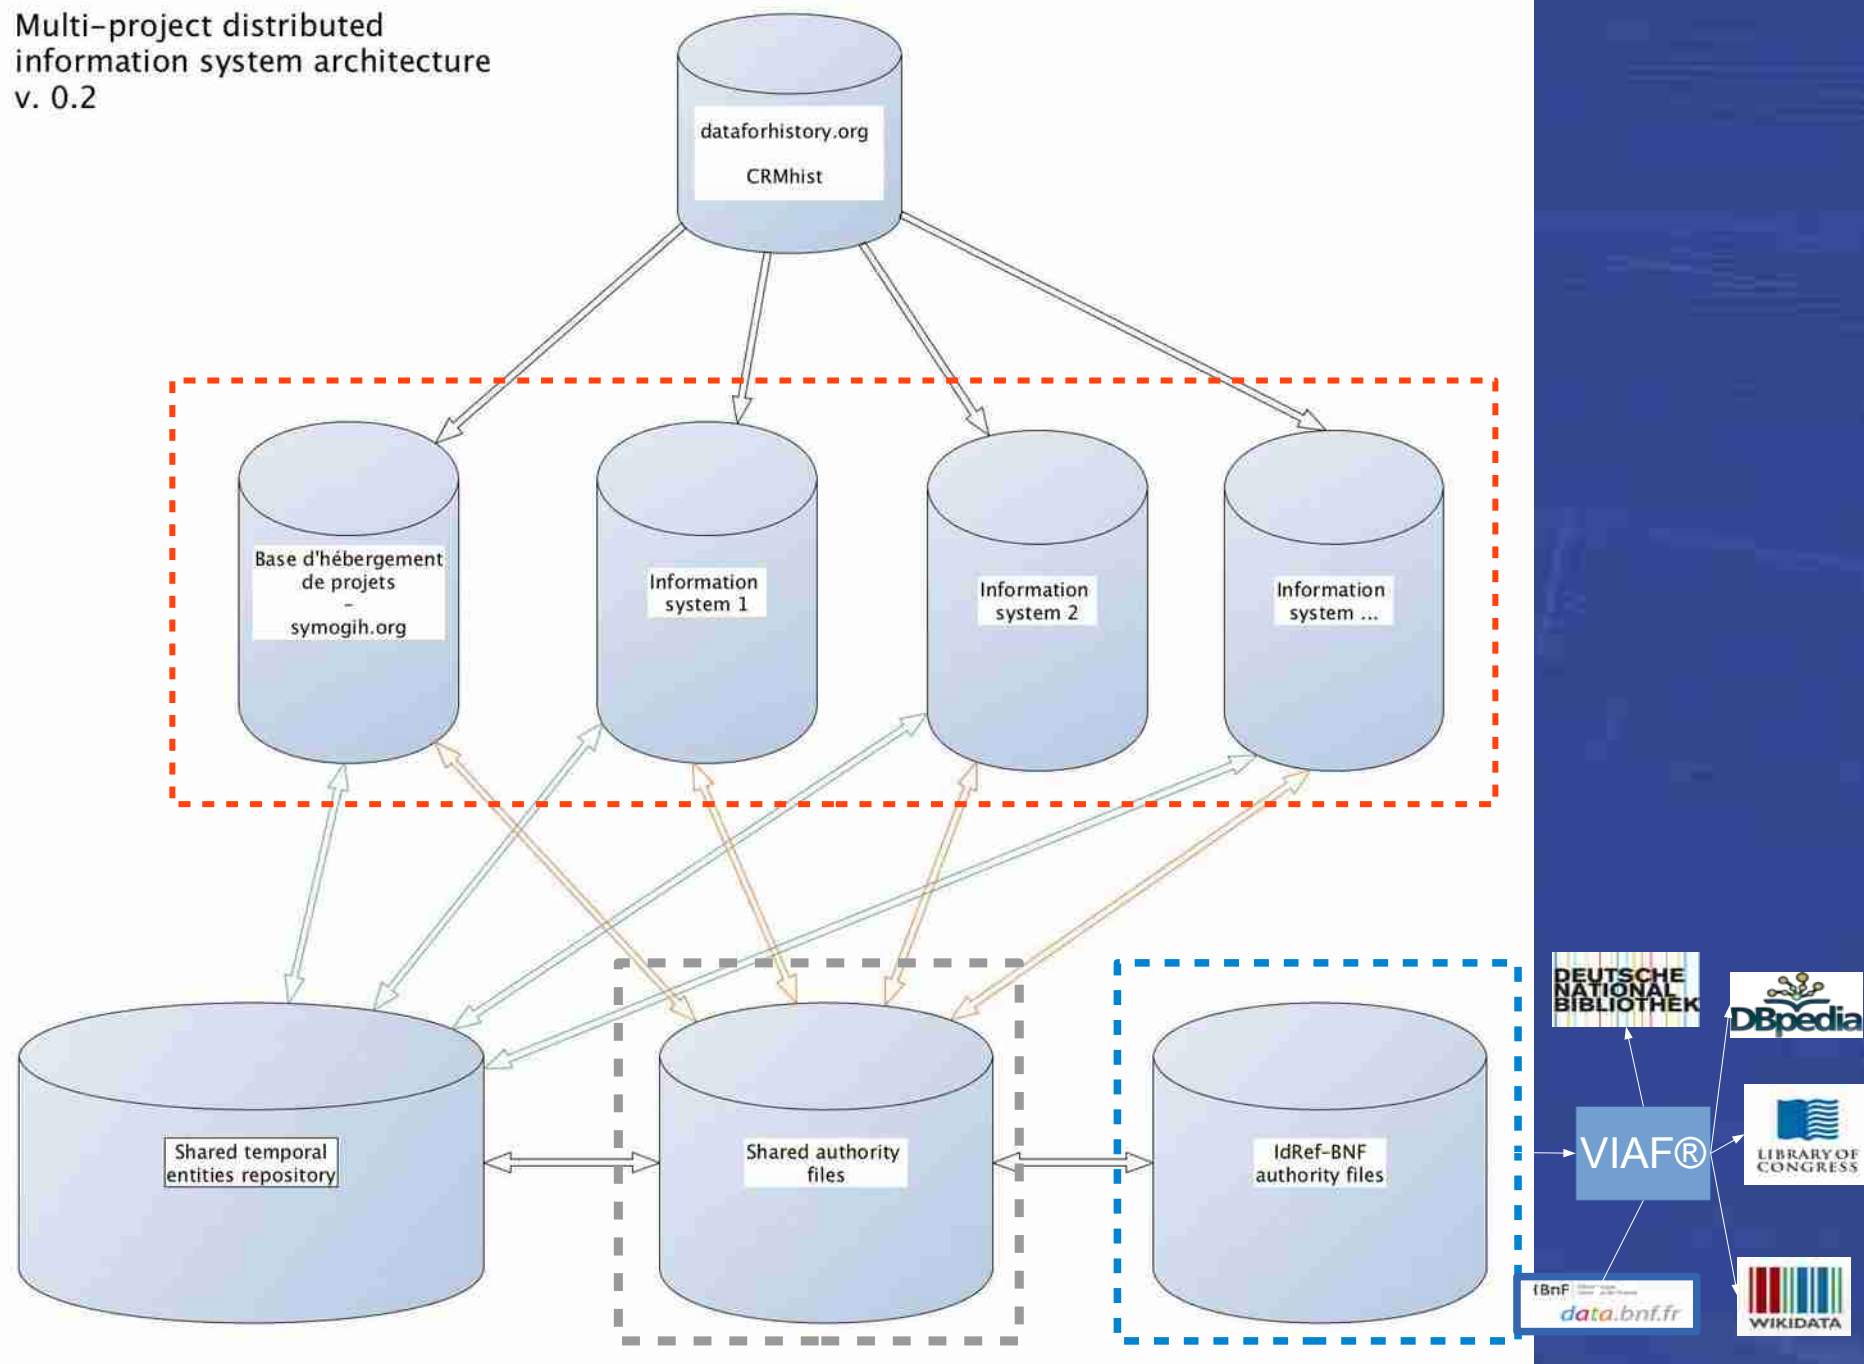 Multi-project distributed
information system architecture
v. 0.2
dataforhistory.org
CRMhist
Base d'hébergement
de projets
-
symogih.org
Information
system 1
Information
system 2
Information
system ...
Shared temporal
entities repository
Shared authority
files
IdRef-BNF
authority files
DEUTSCHE
NATIONAL
BIBLIOTHEK
DBpedia
VIAF®
LIBRARY OF
CONGRESS
{BnF
data.bnf.fr
WIKIDATA